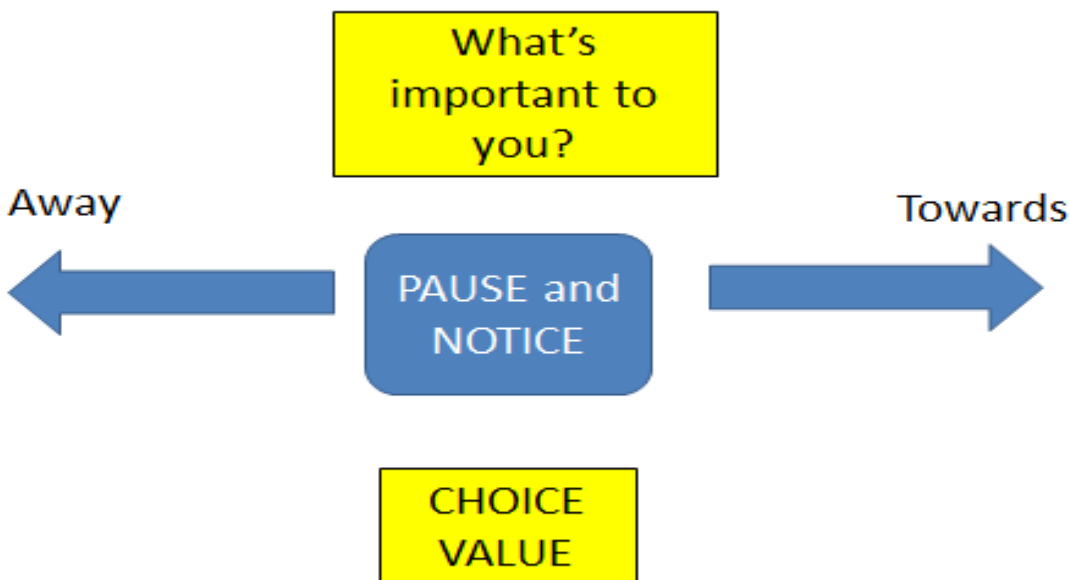 What's
important to
you?
Away
Towards
PAUSE and
NOTICE
CHOICE
VALUE